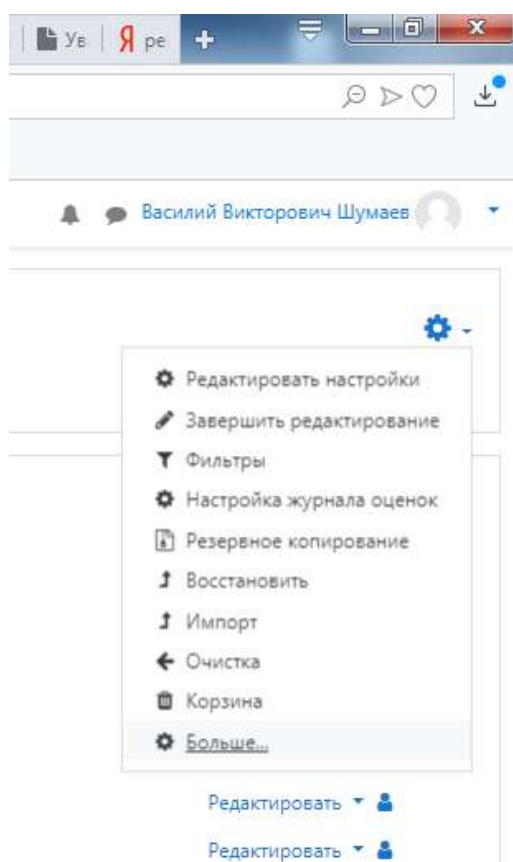 Ув Я ре
Василий Викторович Шумаев
Редактировать настройки
Завершить редактирование
Фильтры
Настройка журнала оценок
Резервное копирование
Восстановить
Импорт
Очистка
Корзина
Больше...
Редактировать
Редактировать